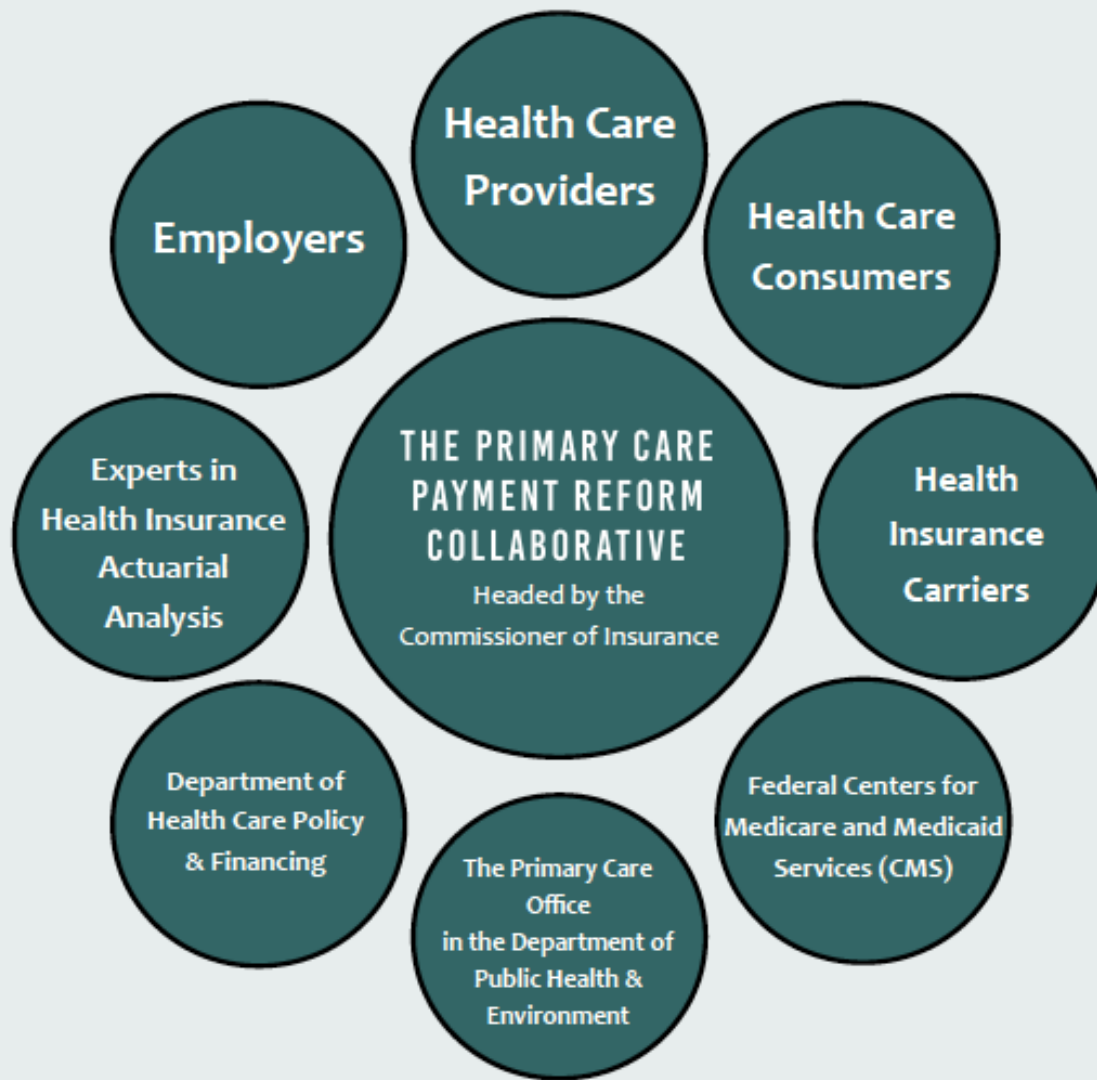 Health Care
Providers
Employers
Health Care
Consumers
THE PRIMARY CARE
PAYMENT REFORM
COLLABORATIVE
Headed by the
Commissioner of Insurance
Experts in
Health Insurance
Actuarial
Analysis
Health
Insurance
Carriers
Department of
Health Care Policy
& Financing
The Primary Care
Office
in the Department of
Public Health &
Environment
Federal Centers for
Medicare and Medicaid
Services (CMS)